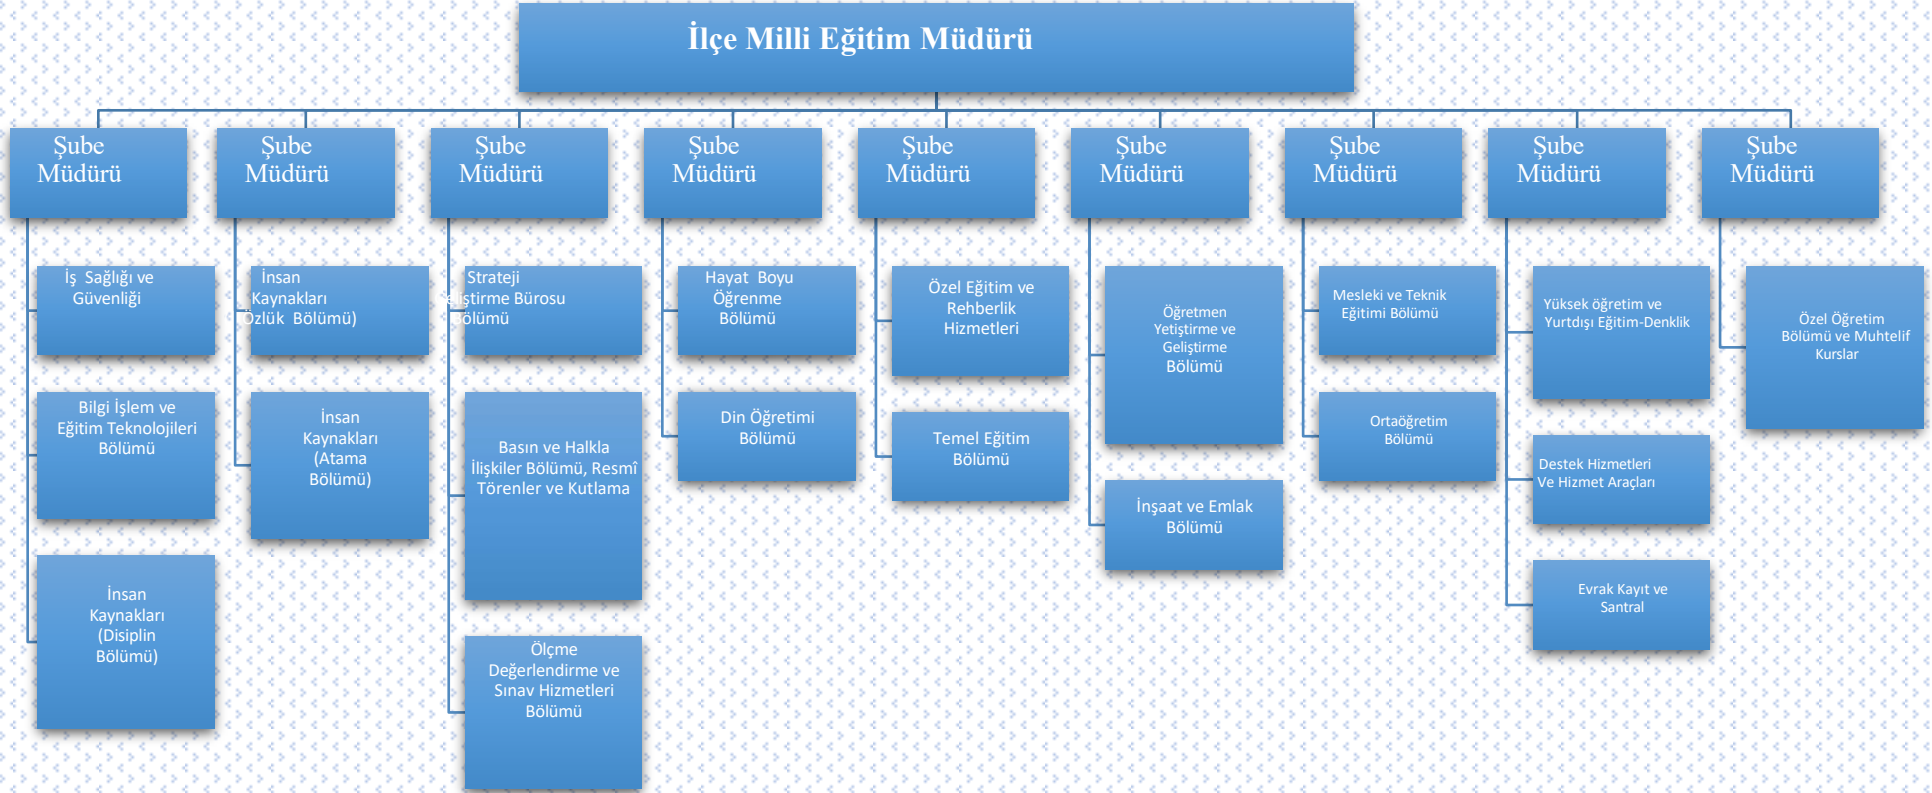 İlçe Milli Eğitim Müdürü
Şube
Müdürü
Şube
Müdürü
Şube
Müdürü
Şube
Müdürü
Şube
Müdürü
Şube
Müdürü
Şube
Müdürü
Şube
Müdürü
Şube
Müdürü
İş Sağlığı ve
Güvenliği
Bilgi İşlem ve
Eğitim Teknolojileri
Bölümü
İnsan
Kaynakları
(Disiplin
Bölümü)
İnsan
Kaynakları
Özlük Bölümü)
İnsan
Kaynakları
(Atama
Bölümü)
Strateji
eliştirme Bürosu
ölümü
Basın ve Halkla
İlişkiler Bölümü, Resmî
Törenler ve Kutlama
Ölçme
Değerlendirme ve
Sınav Hizmetleri
Bölümü
Hayat Boyu
Öğrenme
Bölümü
Din Öğretimi
Bölümü
Özel Eğitim ve
Rehberlik
Hizmetleri
Temel Eğitim
Bölümü
Öğretmen
Yetiştirme ve
Geliştirme
Bölümü
İnşaat ve Emlak
Bölümü
Mesleki ve Teknik
Eğitimi Bölümü
Ortaöğretim
Bölümü
Yüksek öğretim ve
Yurtdışı Eğitim-Denklik
Destek Hizmetleri
Ve Hizmet Araçları
Evrak Kayıt ve
Santral
Özel Öğretim
Bölümü ve Muhtelif
Kurslar